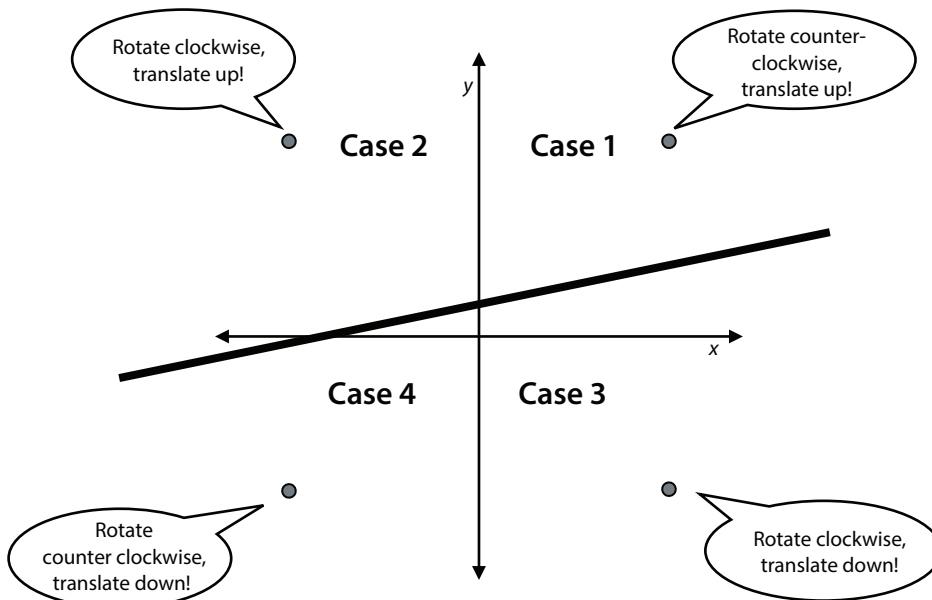 Rotate clockwise,
translate up!
Rotate counter-
clockwise,
translate up!
y
Case 2
Case 1
x
Case 4
Case 3
Rotate
counter clockwise,
translate down!
Rotate clockwise,
translate down!